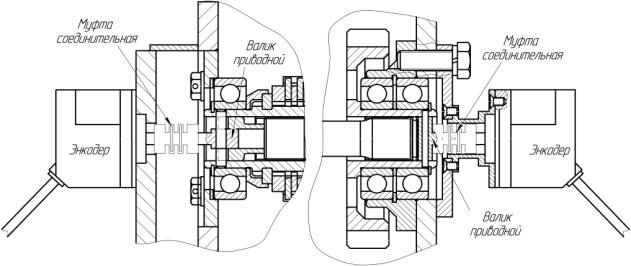 Муфта
соединительная
Валик
приводной
Муфта
соединительная
Энкодер
Энкодер
Валик
приводной